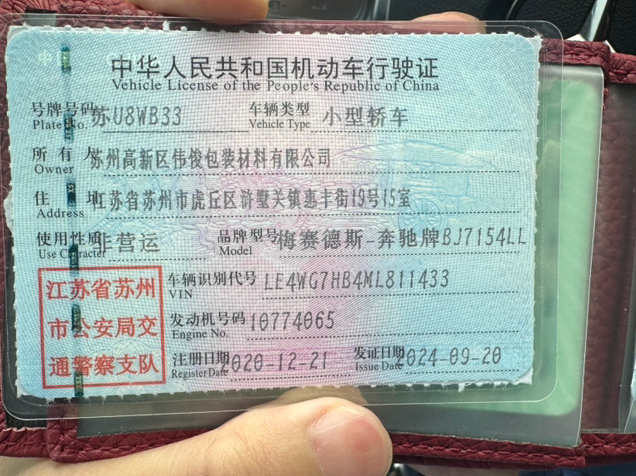 中华人民共和国机动车行驶证
Vehicle License of the People's Republic of China
号牌号码 苏U8WB33 车辆类型 小型轿车
Plate No. Vehicle Type
所有人 苏州高新区伟俊包装材料有限公司
Owner
住址 江苏省苏州市虎丘区浒墅关镇惠丰街19号15室
Address
使用性质 非营运 品牌型号 梅赛德斯-奔驰牌BJ7154LL
Use Character Model
江苏省苏州
市公安局交
通警察支队
车辆识别代号 LE4WG7HB4ML811433
VIN
发动机号码 10774065
Engine No.
注册日期 2020-12-21 发证日期 2024-09-20
Register Date Issue Date